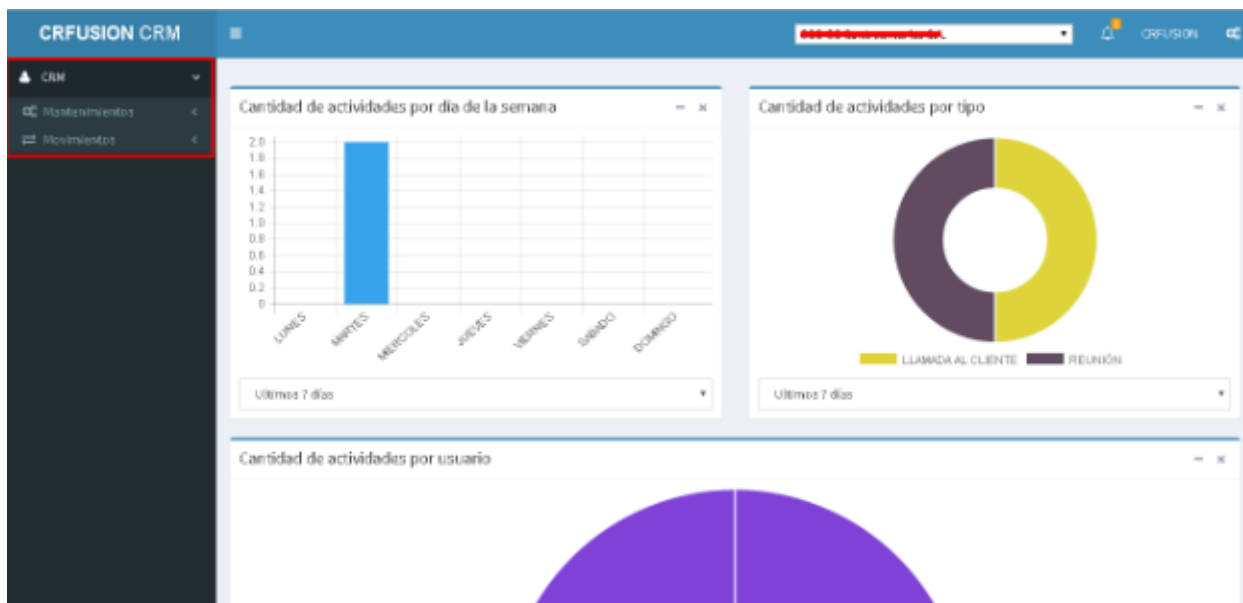 CRFUSION CRM
CRFUSION
CRM
Mantenimientos
Movimientos
Cantidad de actividades por día de la semana
2.0
1.8
1.6
1.4
1.2
1.0
0.8
0.6
0.4
0.2
0
LUNES
MARTES
MIERCOLES
JUEVES
VIERNES
SABADO
DOMINGO
Ultimos 7 días
Cantidad de actividades por tipo
LLAMADA AL CLIENTE
REUNIÓN
Ultimos 7 días
Cantidad de actividades por usuario